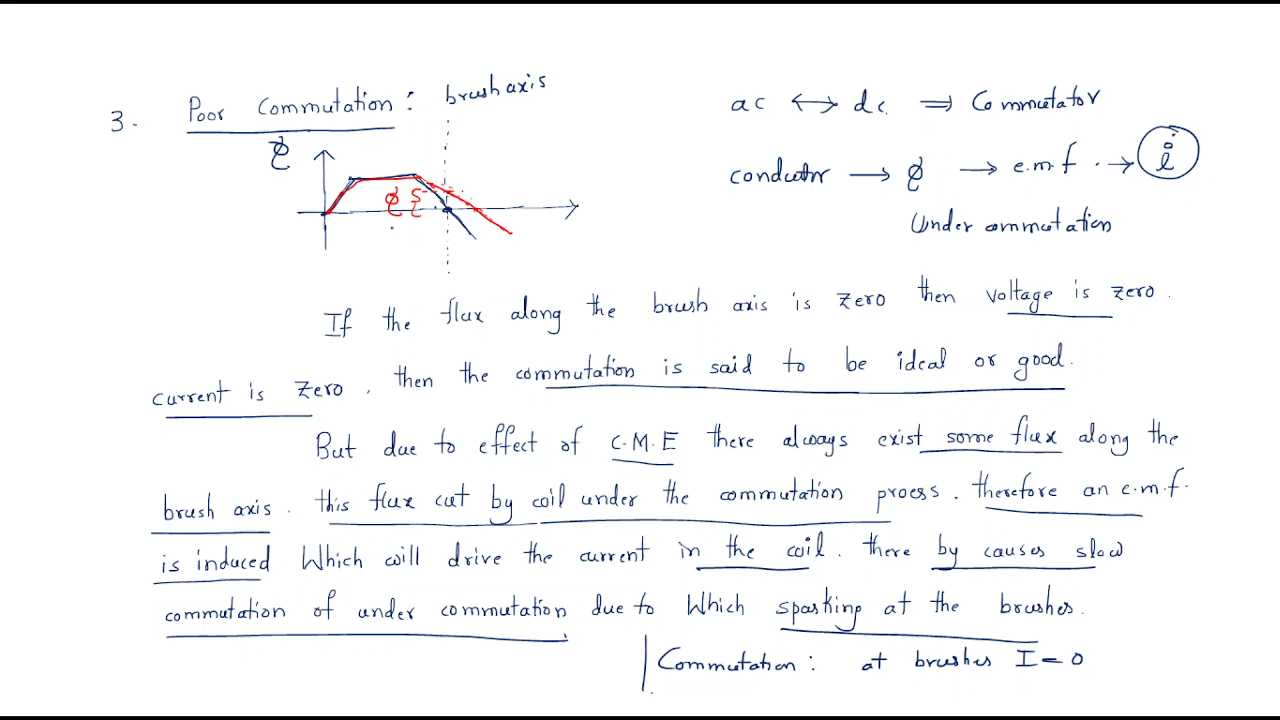 3. Poor Commutation: brush axis
ac ↔ dc ⇒ Commutator
conductor → φ → e.m.f. → i
φ
φ
Under ommutation
If the flux along the brush axis is zero then voltage is zero.
current is zero, then the commutation is said to be ideal or good.
But due to effect of C.M.E there always exist some flux along the
brush axis. this flux cut by coil under the commutation process. therefore an e.m.f.
is induced Which will drive the current in the coil. there by causes slow
commutation of under commutation due to Which sparking at the brushes.
Commutation: at brushes I = 0